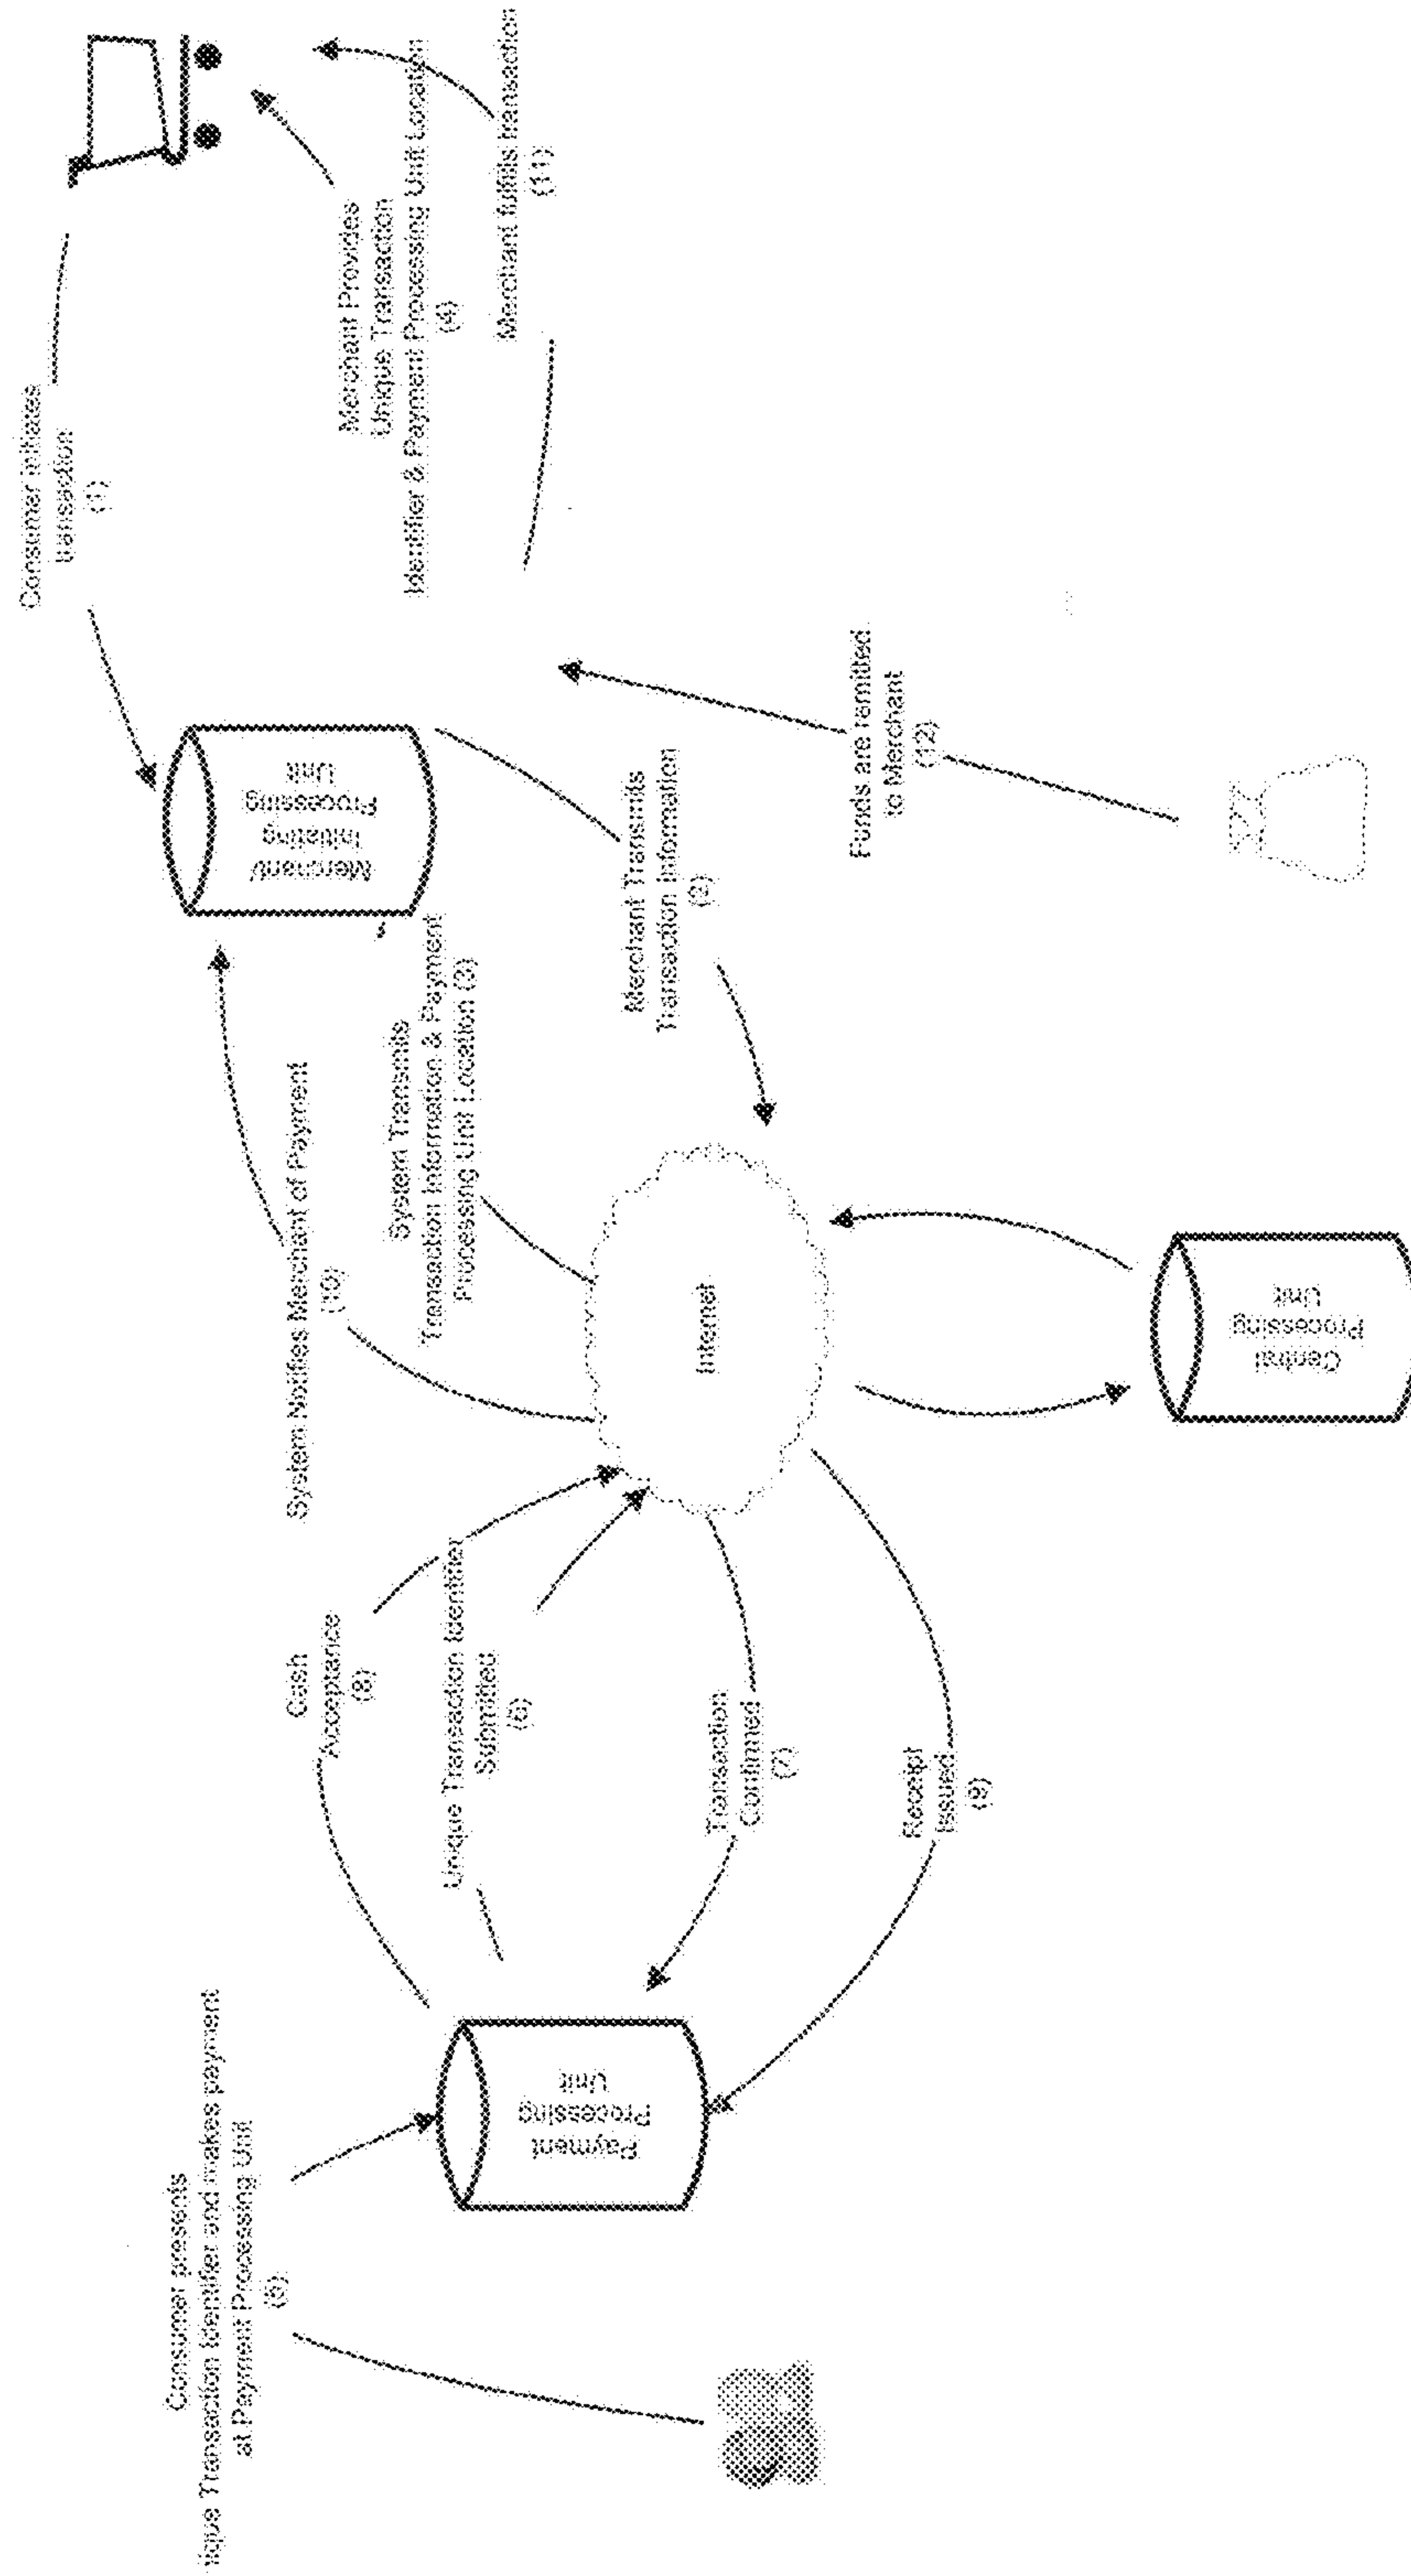 Consumer presents
ique Transaction Identifier and makes payment
at Payment Processing Unit
(5)
Payment
Processing
Unit
Cash
Acceptance
(8)
Unique Transaction Identifier
Submitted
(6)
Transaction
Confirmed
(7)
Receipt
Issued
(9)
System Notifies Merchant of Payment
(10)
System Transmits
Transaction Information & Payment
Processing Unit Location (3)
Internet
Central
Processing
Unit
Merchant/
Initiating
Processing
Unit
Merchant Transmits
Transaction Information
(2)
Consumer initiates
transaction
(1)
Merchant Provides
Unique Transaction
Identifier & Payment Processing Unit Location
(4)
Merchant fulfills transaction
(11)
Funds are remitted
to Merchant
(12)